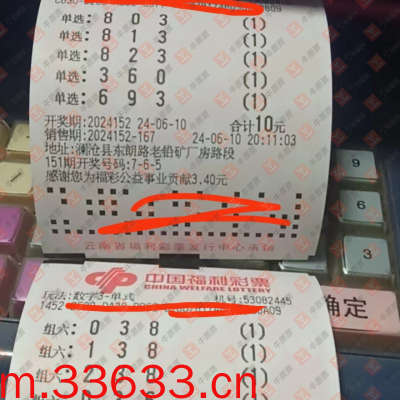 单选: 8 0 3 (1)
单选: 8 1 3 (1)
单选: 8 2 3 (1)
单选: 3 6 0 (1)
单选: 6 9 3 (1)
开奖期:2024152 24-06-10 合计10元
销售期:2024152-167 24-06-10 20:11:03
地址:澜沧县东朗路老铅矿厂房路段
151期开奖号码:7-6-5
感谢您为福彩公益事业贡献3.40元
云南省福利彩票发行中心承销
中国福利彩票
CHINA WELFARE LOTTERY
玩法:数字3-单式 机号:53082445
组六: 0 3 8 (1)
组六: 1 3 8 (1)
(1)
(1)
9
6
3
确定
m.33633.cn